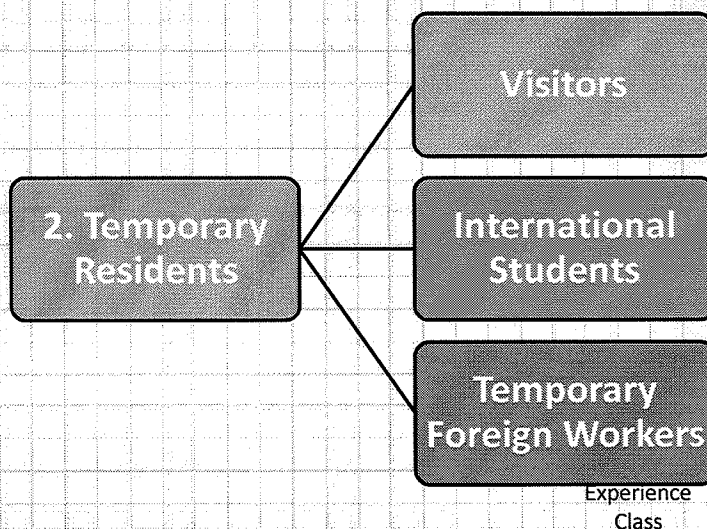 Visitors
2. Temporary
Residents
International
Students
Temporary
Foreign Workers
Experience
Class